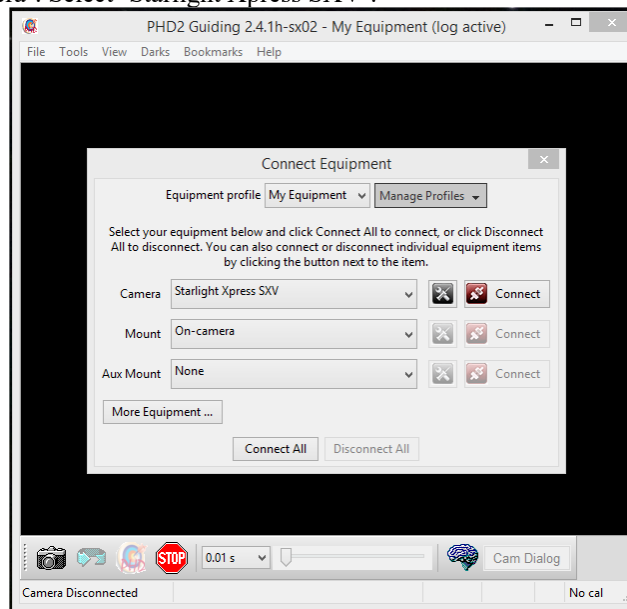 . Select 'Starlight Xpress SXV'.
PHD2 Guiding 2.4.1h-sx02 - My Equipment (log active)
File Tools View Darks Bookmarks Help
Connect Equipment
Equipment profile My Equipment Manage Profiles
Select your equipment below and click Connect All to connect, or click Disconnect
All to disconnect. You can also connect or disconnect individual equipment items
by clicking the button next to the item.
Camera Starlight Xpress SXV Connect
Mount On-camera Connect
Aux Mount None Connect
More Equipment ...
Connect All Disconnect All
STOP 0.01 s Cam Dialog
Camera Disconnected No cal